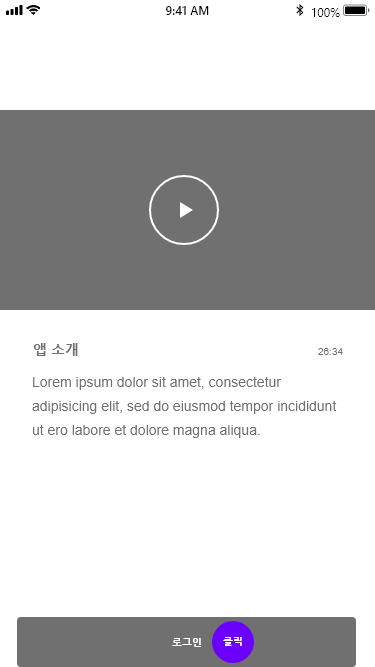 9:41 AM
100%
앱 소개
26:34
Lorem ipsum dolor sit amet, consectetur
adipisicing elit, sed do eiusmod tempor incididunt
ut ero labore et dolore magna aliqua.
로그인
클릭